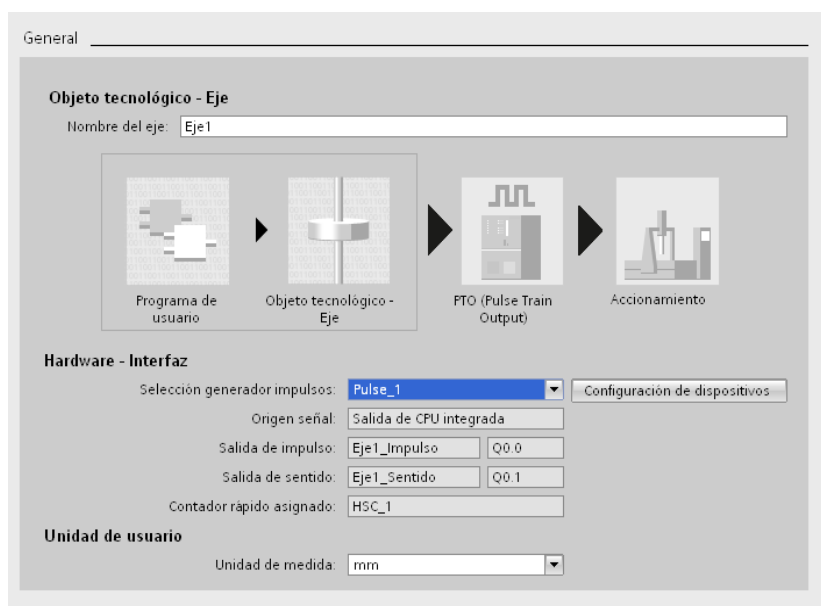 General
Objeto tecnológico - Eje
Nombre del eje: Eje1
Programa de usuario
Objeto tecnológico - Eje
PTO (Pulse Train Output)
Accionamiento
Hardware - Interfaz
Selección generador impulsos: Pulse_1 Configuración de dispositivos
Origen señal: Salida de CPU integrada
Salida de impulso: Eje1_Impulso Q0.0
Salida de sentido: Eje1_Sentido Q0.1
Contador rápido asignado: HSC_1
Unidad de usuario
Unidad de medida: mm